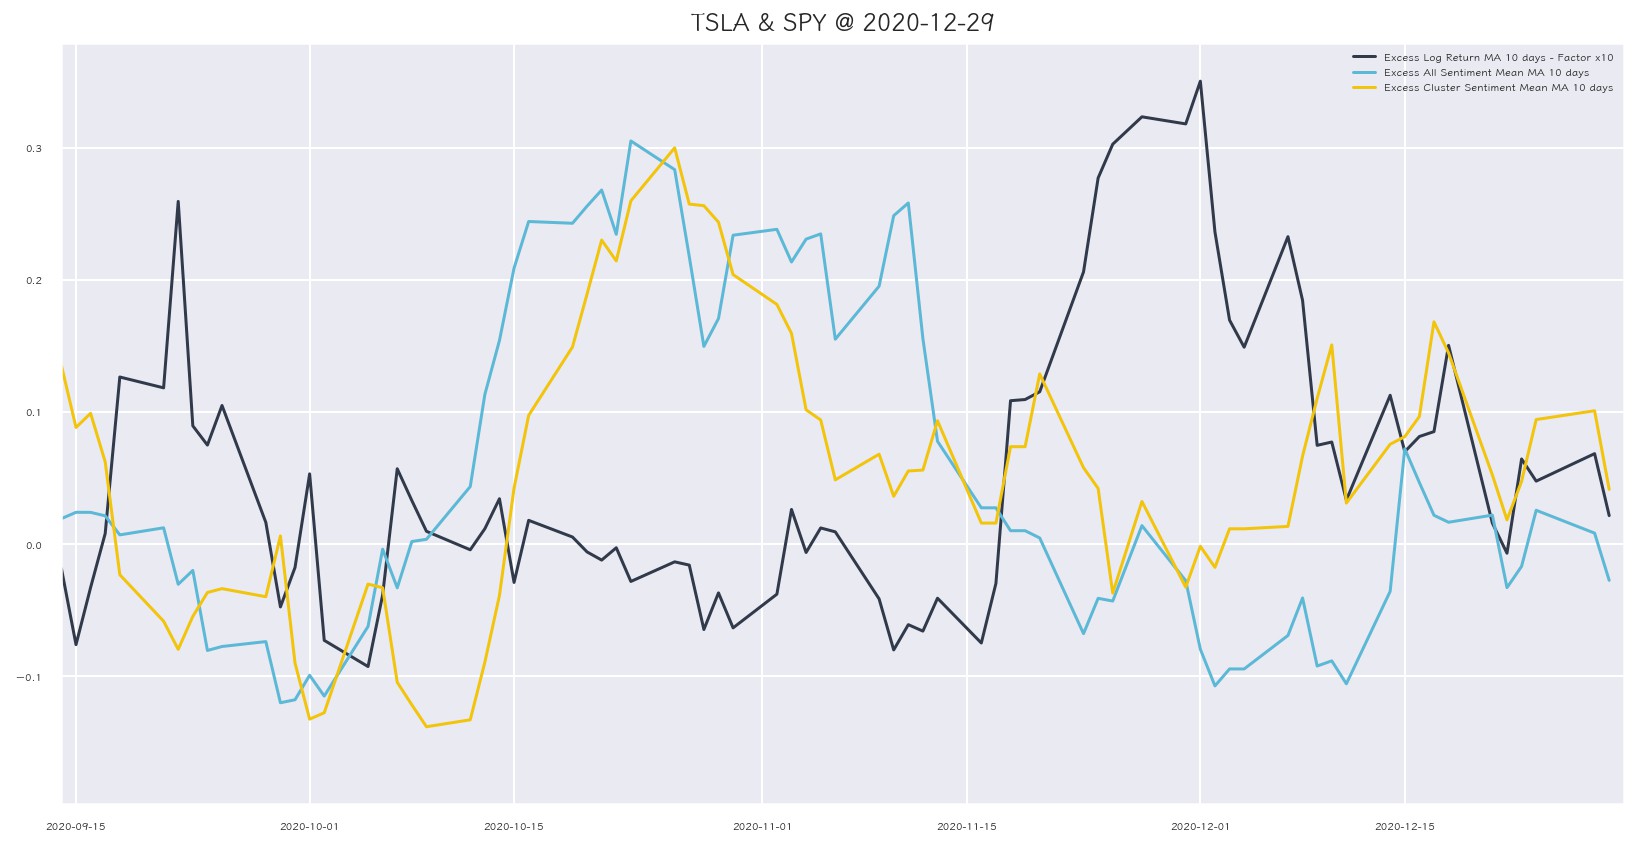 TSLA & SPY @ 2020-12-29
Excess Log Return MA 10 days - Factor x10
Excess All Sentiment Mean MA 10 days
Excess Cluster Sentiment Mean MA 10 days
0.3
0.2
0.1
0.0
−0.1
2020-09-15 2020-10-01 2020-10-15 2020-11-01 2020-11-15 2020-12-01 2020-12-15